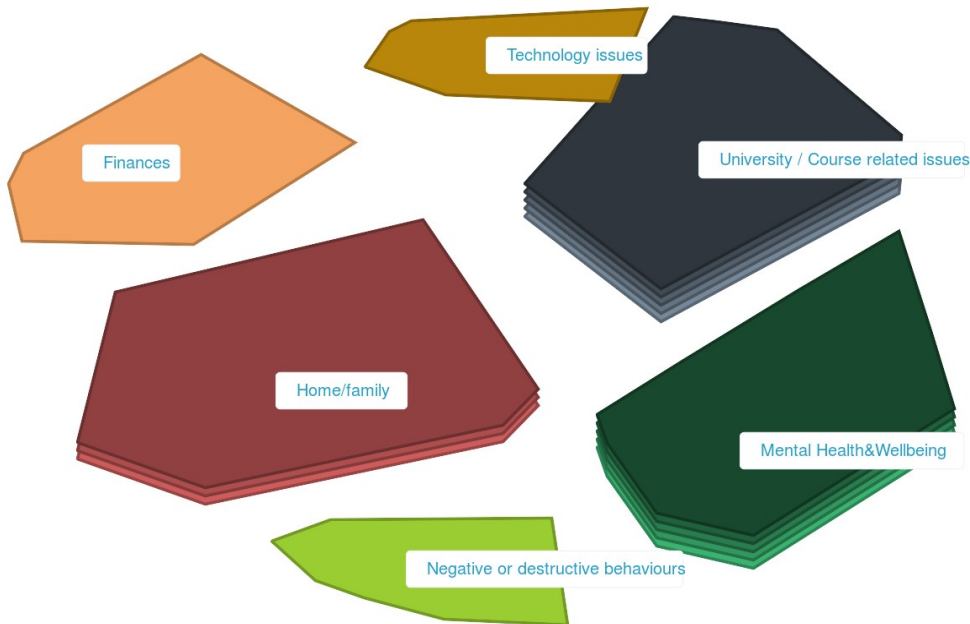 Technology issues
University / Course related issues
Finances
Home/family
Mental Health&Wellbeing
Negative or destructive behaviours